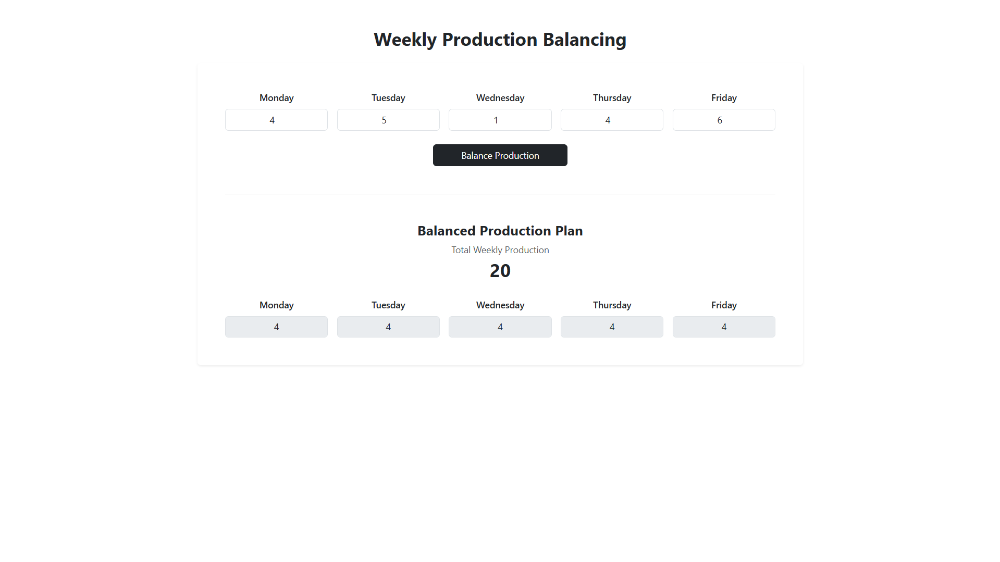 Weekly Production Balancing
Monday Tuesday Wednesday Thursday Friday
4 5 1 4 6
Balance Production
Balanced Production Plan
Total Weekly Production
20
Monday Tuesday Wednesday Thursday Friday
4 4 4 4 4